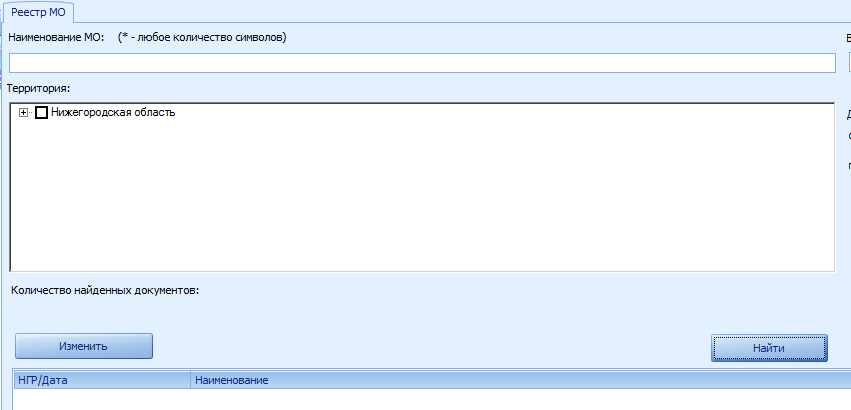 Реестр МО
Наименование МО: (* - любое количество символов)
Территория:
Нижегородская область
Количество найденных документов:
Изменить
Найти
НГР/Дата Наименование